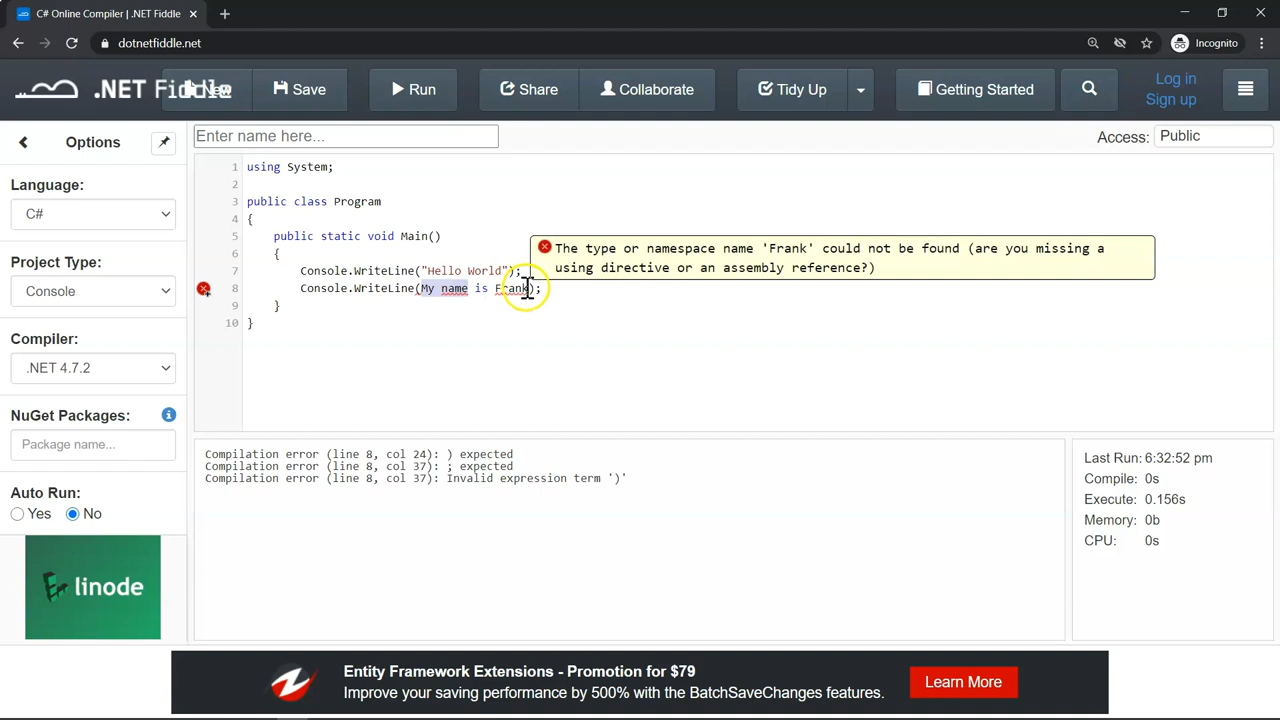 C# Online Compiler | .NET Fiddle
dotnetfiddle.net
Incognito
.NET Fiddle
New
Save
Run
Share
Collaborate
Tidy Up
Getting Started
Log in
Sign up
Options
Enter name here...
Access:
Public
Language:
C#
Project Type:
Console
Compiler:
.NET 4.7.2
NuGet Packages:
Package name...
Auto Run:
Yes
No
linode
1 using System;
2
3 public class Program
4 {
5 public static void Main()
6 {
7 Console.WriteLine("Hello World");
8 Console.WriteLine(My name is Frank);
9 }
10 }
The type or namespace name 'Frank' could not be found (are you missing a
using directive or an assembly reference?)
Compilation error (line 8, col 24): ) expected
Compilation error (line 8, col 37): ; expected
Compilation error (line 8, col 37): Invalid expression term ')'
Last Run: 6:32:52 pm
Compile: 0s
Execute: 0.156s
Memory: 0b
CPU: 0s
Entity Framework Extensions - Promotion for $79
Improve your saving performance by 500% with the BatchSaveChanges features.
Learn More